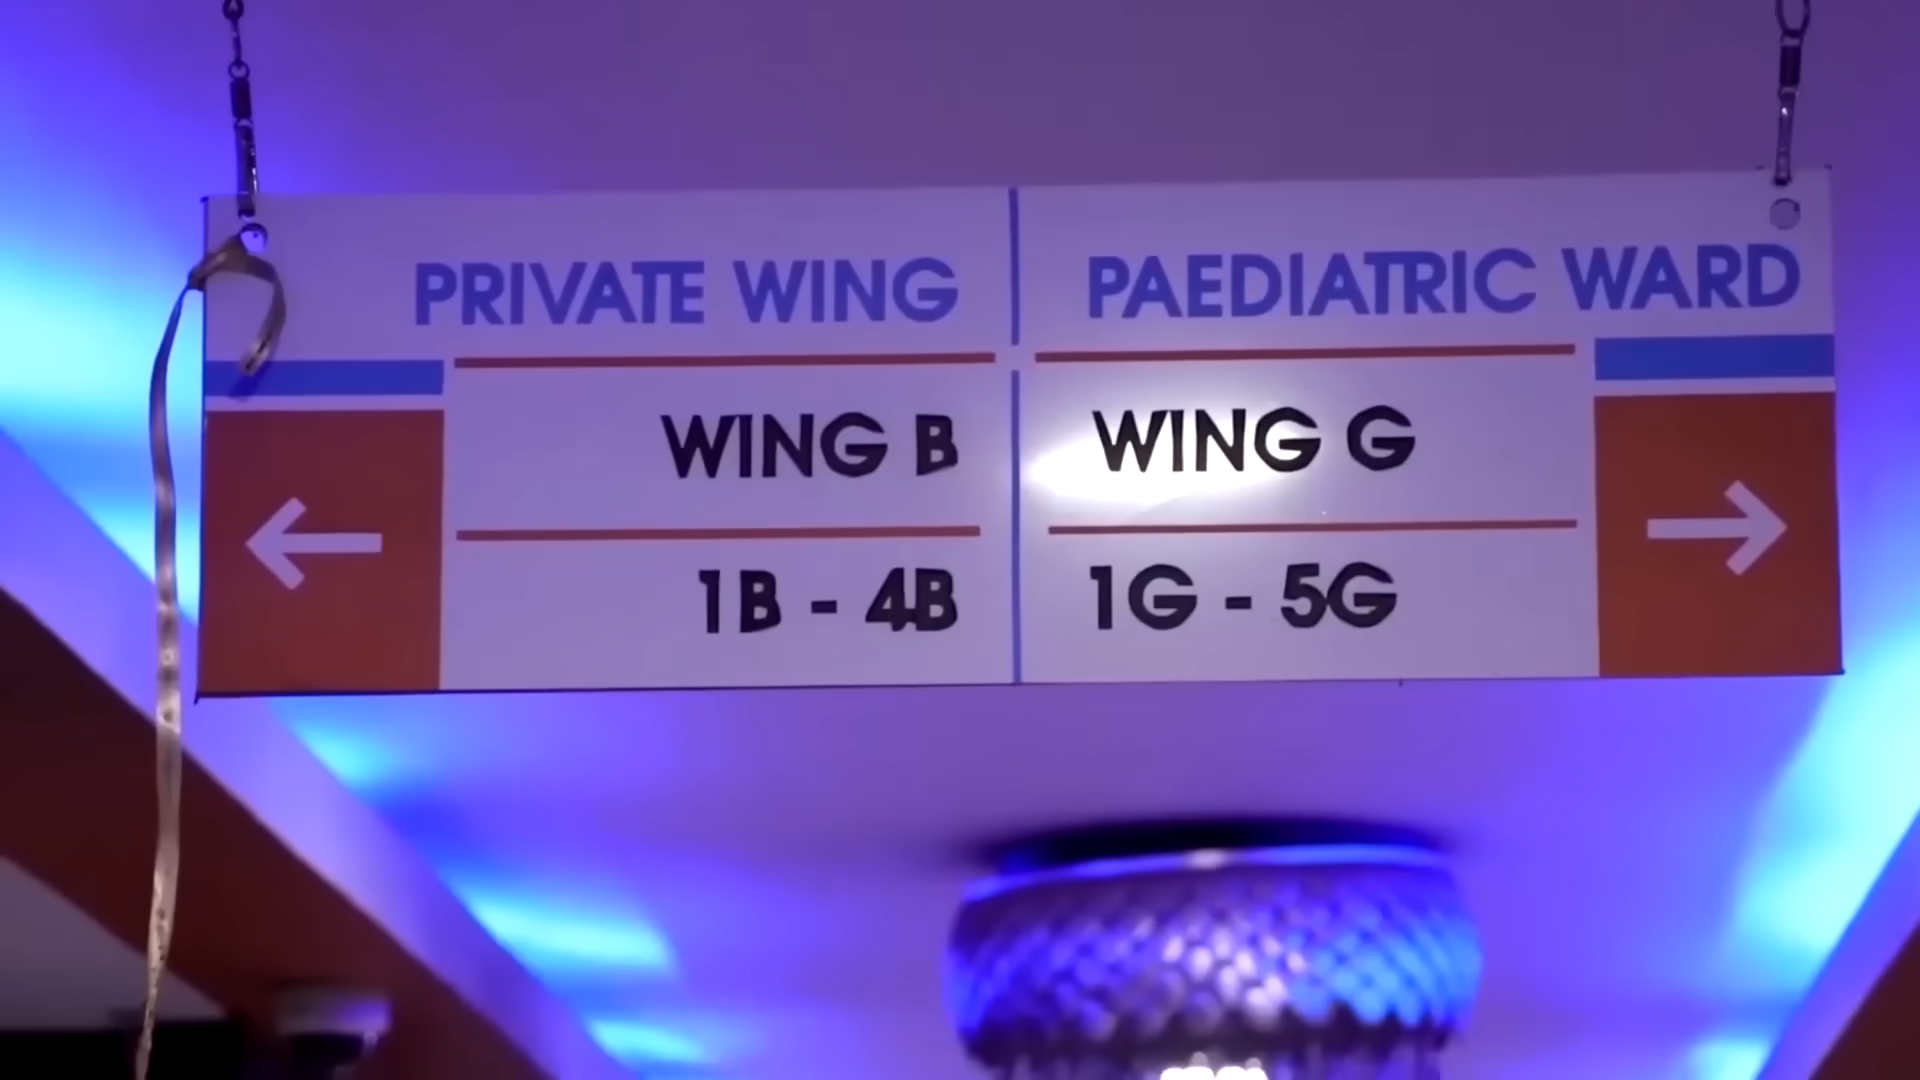 PRIVATE WING
WING B
1B - 4B
PAEDIATRIC WARD
WING G
1G - 5G